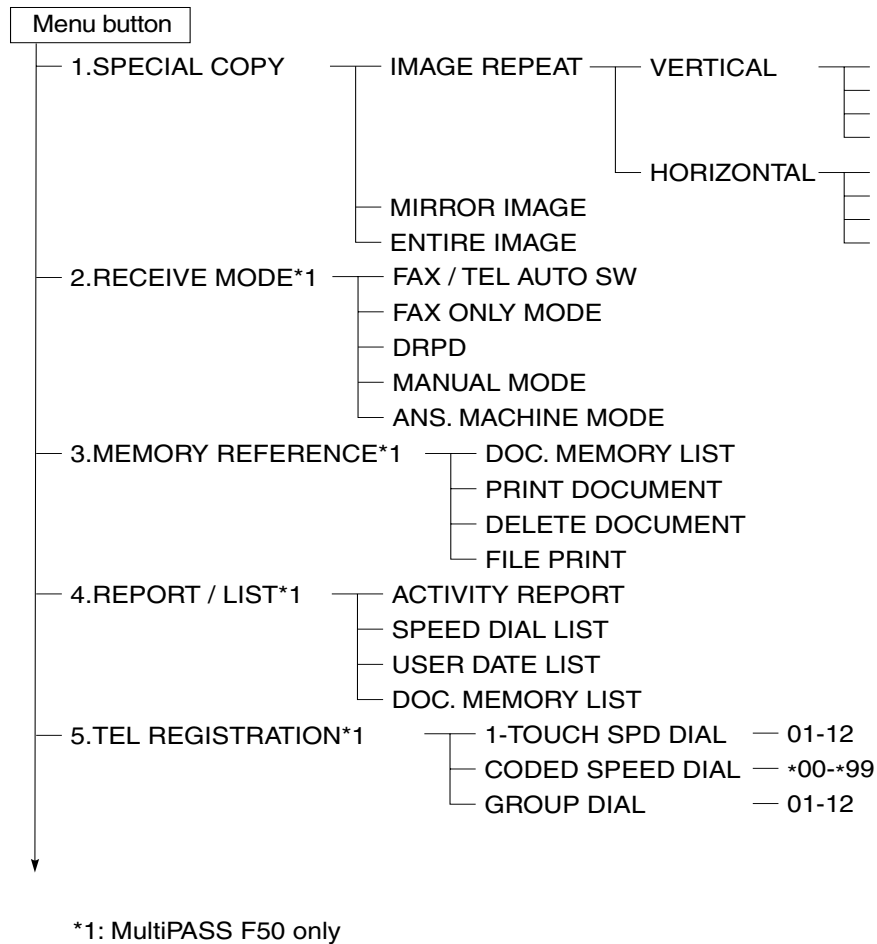 Menu button
1.SPECIAL COPY IMAGE REPEAT VERTICAL
HORIZONTAL
MIRROR IMAGE
ENTIRE IMAGE
2.RECEIVE MODE*1 FAX / TEL AUTO SW
FAX ONLY MODE
DRPD
MANUAL MODE
ANS. MACHINE MODE
3.MEMORY REFERENCE*1 DOC. MEMORY LIST
PRINT DOCUMENT
DELETE DOCUMENT
FILE PRINT
4.REPORT / LIST*1 ACTIVITY REPORT
SPEED DIAL LIST
USER DATE LIST
DOC. MEMORY LIST
5.TEL REGISTRATION*1 1-TOUCH SPD DIAL 01-12
CODED SPEED DIAL *00-*99
GROUP DIAL 01-12
*1: MultiPASS F50 only